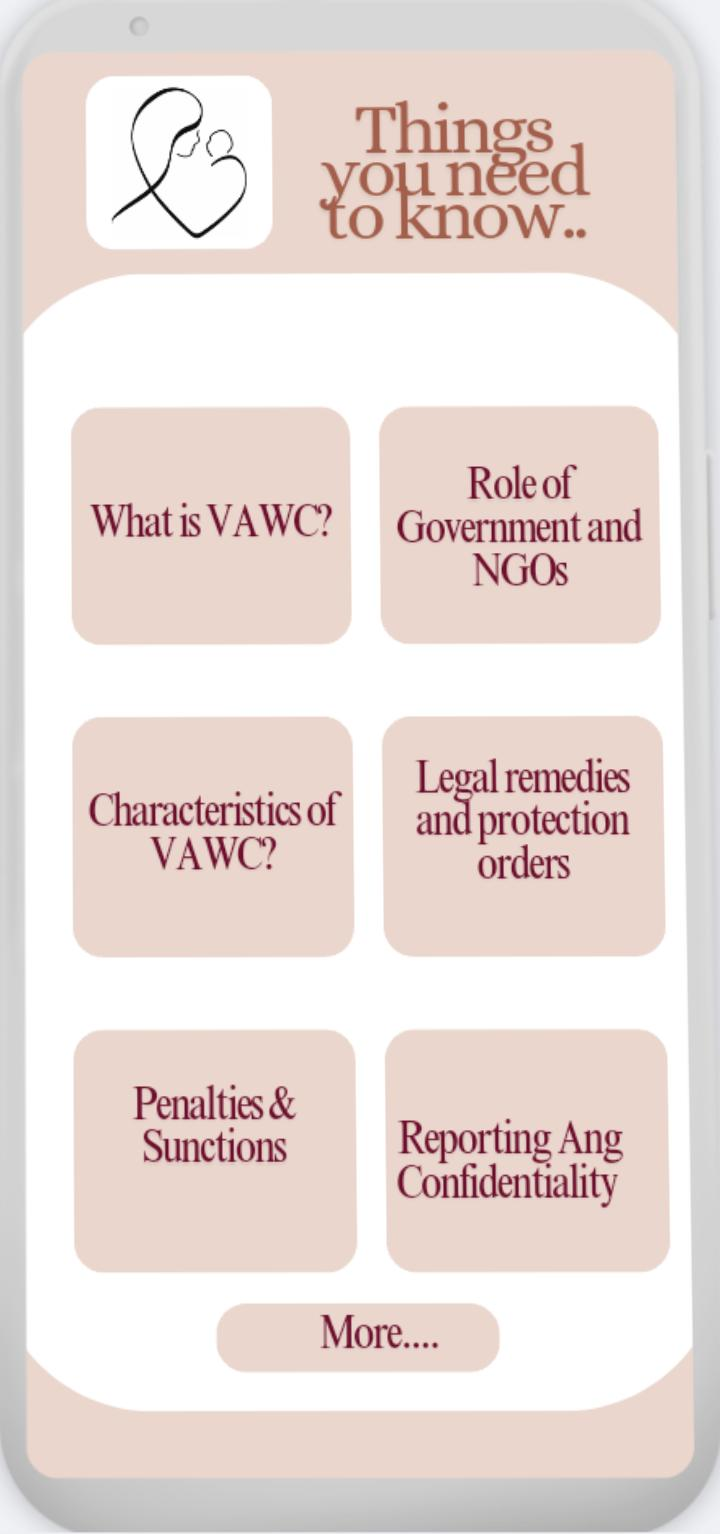 Things
you need
to know..
What is VAWC?
Role of
Government and
NGOs
Characteristics of
VAWC?
Legal remedies
and protection
orders
Penalties &
Sunctions
Reporting Ang
Confidentiality
More....